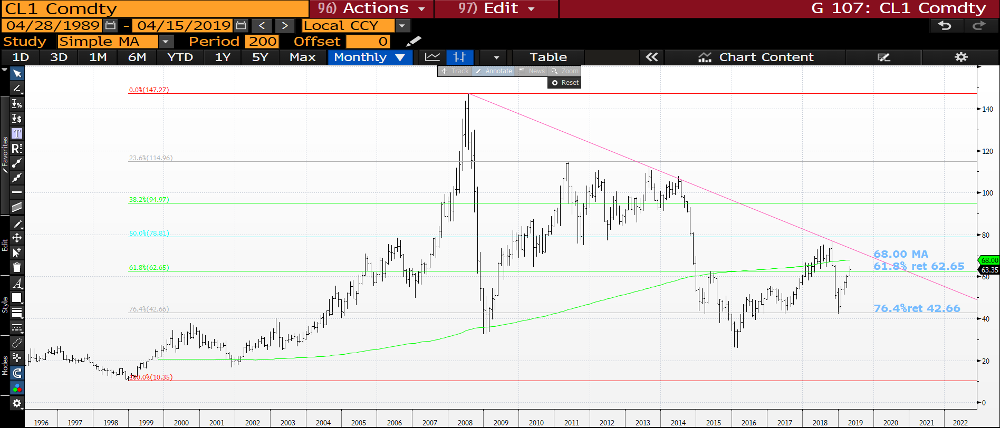 CL1 Comdty
96) Actions
97) Edit
G 107: CL1 Comdty
04/28/1989 - 04/15/2019 < > Local CCY
Study Simple MA Period 200 Offset 0
1D 3D 1M 6M YTD 1Y 5Y Max Monthly ▼ Table « Chart Content
Track Annotate News Zoom
Reset
Favorites
Edit
Style
Modes
%
$
T
R
A
0.0%(147.27)
23.6%(114.96)
38.2%(94.97)
50.0%(78.81)
61.8%(62.65)
76.4%(42.66)
100.0%(10.35)
68.00 MA
61.8% ret 62.65
76.4%ret 42.66
140
120
100
80
68.00
63.35
60
40
20
0
1996 1997 1998 1999 2000 2001 2002 2003 2004 2005 2006 2007 2008 2009 2010 2011 2012 2013 2014 2015 2016 2017 2018 2019 2020 2021 2022